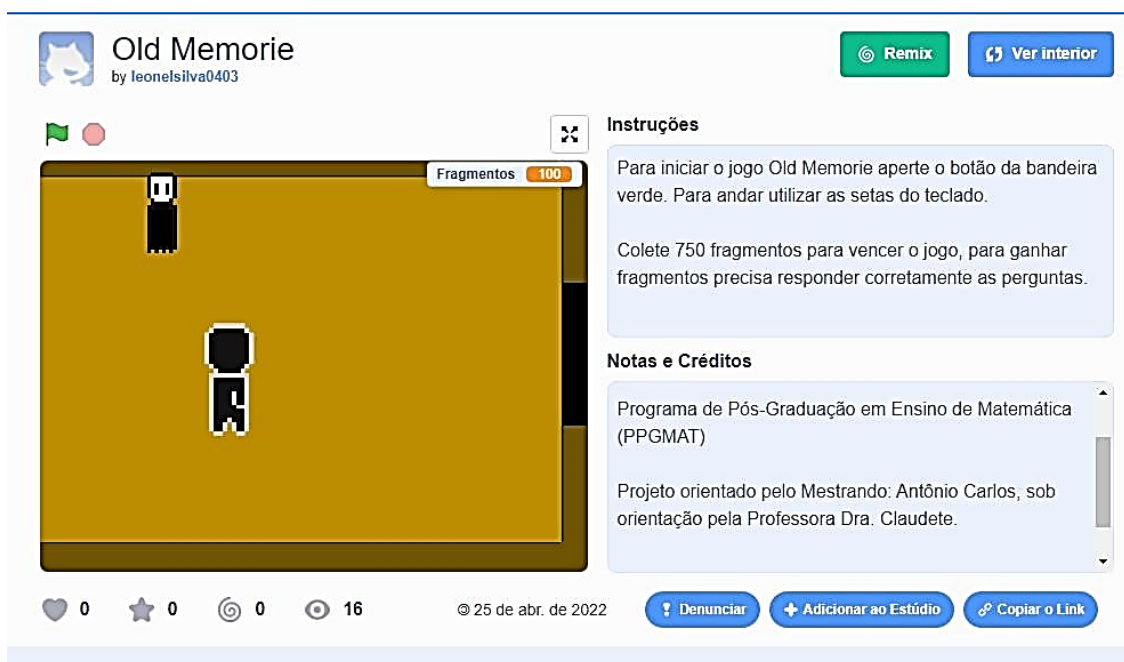 Old Memorie
by leonelsilva0403
Remix
Ver interior
Instruções
Fragmentos 100
Para iniciar o jogo Old Memorie aperte o botão da bandeira
verde. Para andar utilizar as setas do teclado.
Colete 750 fragmentos para vencer o jogo, para ganhar
fragmentos precisa responder corretamente as perguntas.
Notas e Créditos
Programa de Pós-Graduação em Ensino de Matemática
(PPGMAT)
Projeto orientado pelo Mestrando: Antônio Carlos, sob
orientação pela Professora Dra. Claudete.
0 0 0 16
© 25 de abr. de 2022
Denunciar
Adicionar ao Estúdio
Copiar o Link